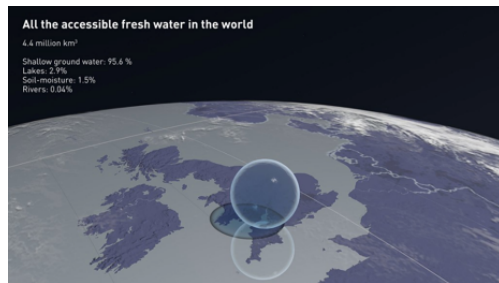 All the accessible fresh water in the world
4.4 million km³
Shallow ground water: 95.6 %
Lakes: 2.9%
Soil-moisture: 1.5%
Rivers: 0.04%